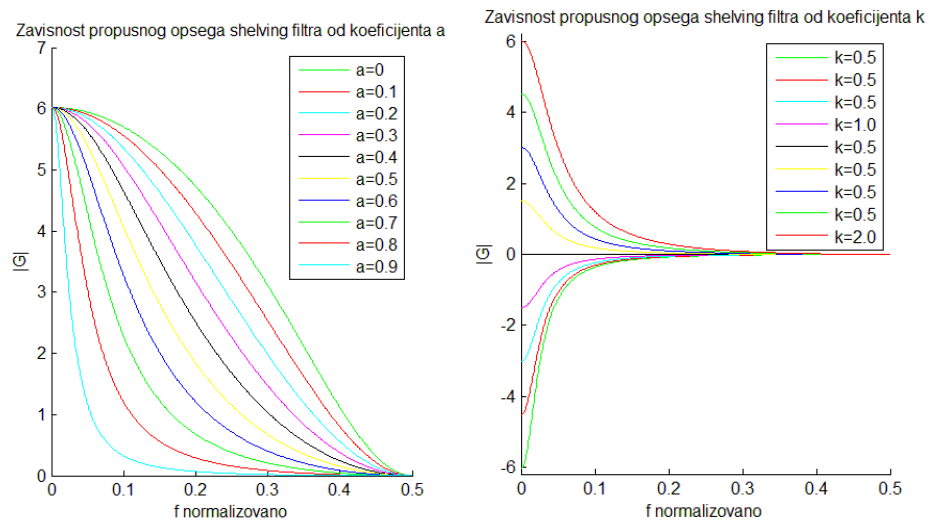 Zavisnost propusnog opsega shelving filtra od koeficijenta a
7
6
5
4
3
2
1
0
|G|
0
0.1
0.2
0.3
0.4
0.5
f normalizovano
a=0
a=0.1
a=0.2
a=0.3
a=0.4
a=0.5
a=0.6
a=0.7
a=0.8
a=0.9
Zavisnost propusnog opsega shelving filtra od koeficijenta k
6
4
2
0
-2
-4
-6
|G|
0
0.1
0.2
0.3
0.4
0.5
f normalizovano
k=0.5
k=0.5
k=0.5
k=1.0
k=0.5
k=0.5
k=0.5
k=0.5
k=2.0